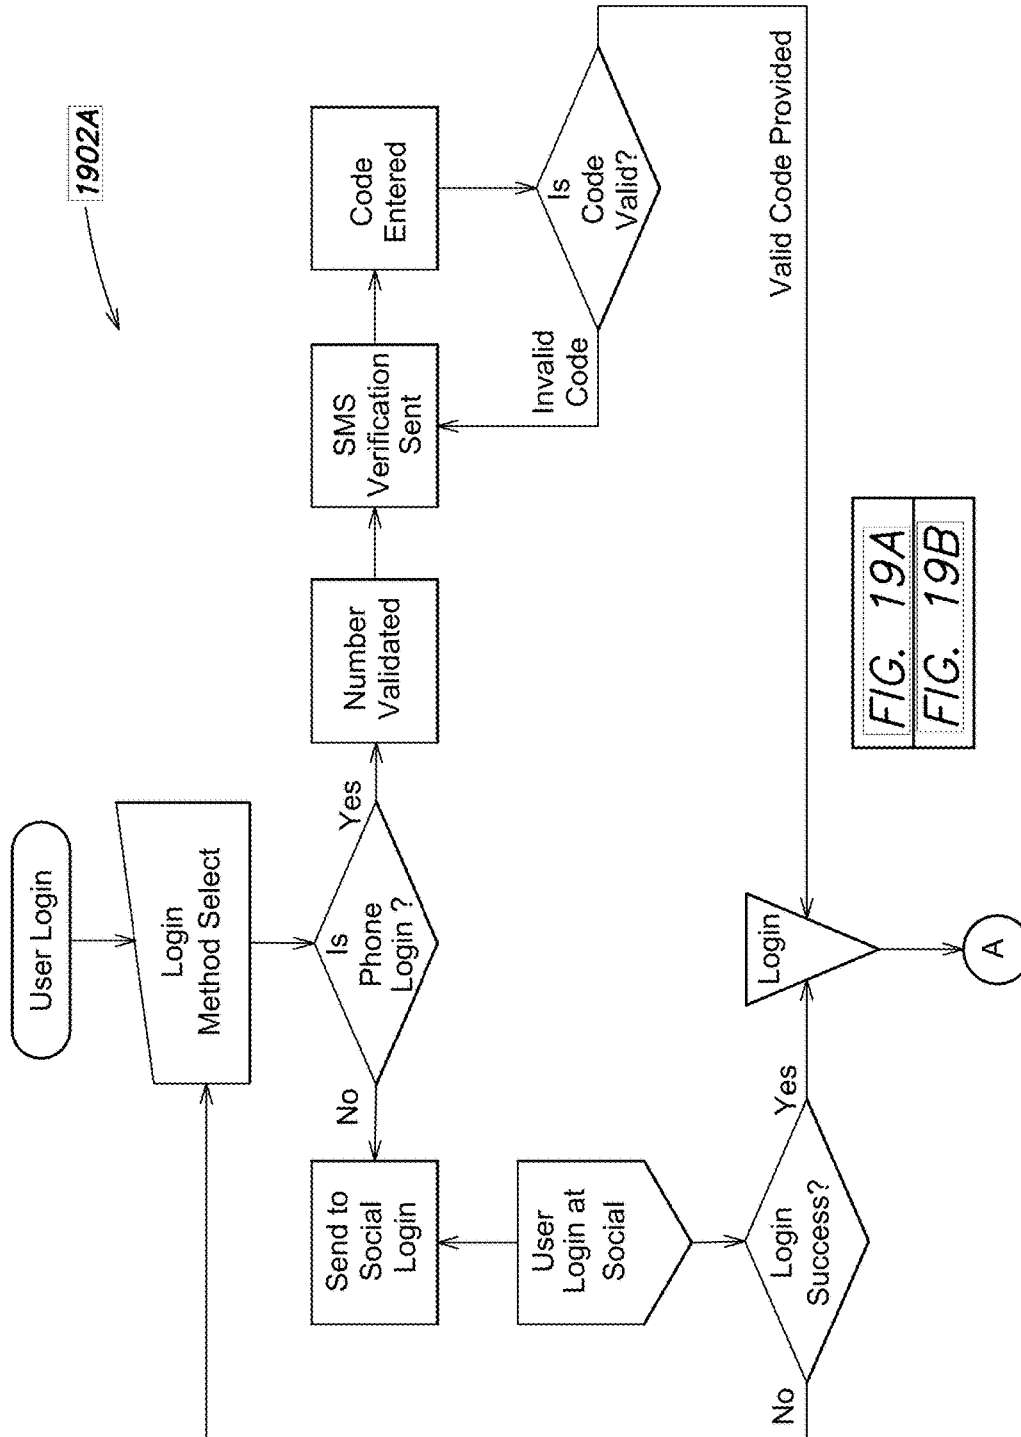 1902A
User Login
Login
Method Select
Is
Phone
Login ?
Yes
No
Number
Validated
SMS
Verification
Sent
Code
Entered
Is
Code
Valid?
Invalid
Code
Valid Code Provided
Send to
Social
Login
User
Login at
Social
Login
Success?
Yes
No
Login
A
FIG. 19A
FIG. 19B